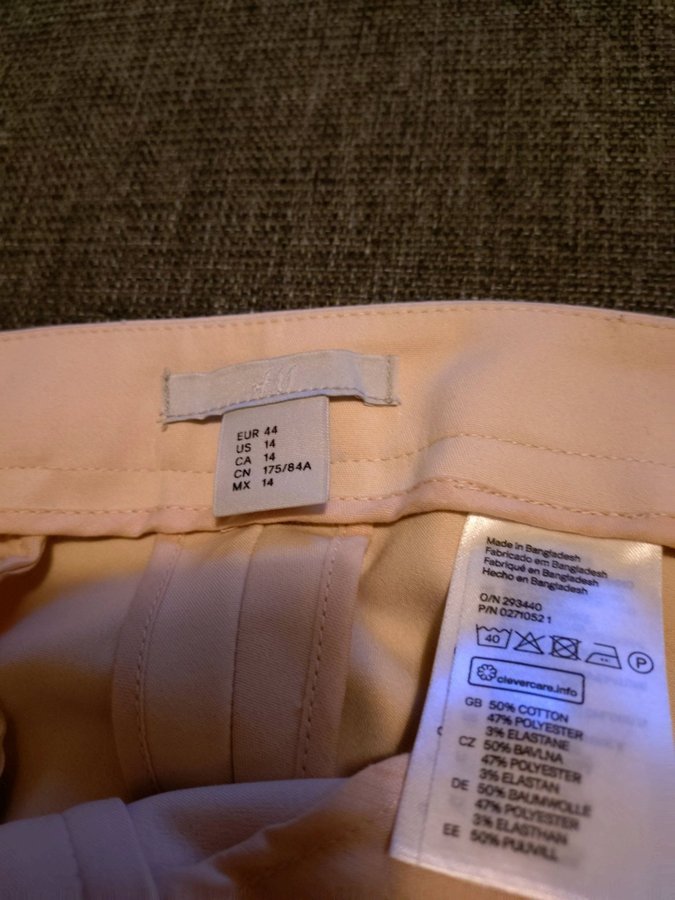 H&M
EUR 44
US 14
CA 14
CN 175/84A
MX 14
Made in Bangladesh
Fabricado em Bangladesh
Fabriqué en Bangladesh
Hecho en Bangladesh
O/N 293440
P/N 0271052 1
40
P
clevercare.info
GB 50% COTTON
47% POLYESTER
3% ELASTANE
CZ 50% BAVLNA
47% POLYESTER
3% ELASTAN
DE 50% BAUMWOLLE
47% POLYESTER
3% ELASTHAN
EE 50% PUUVILL